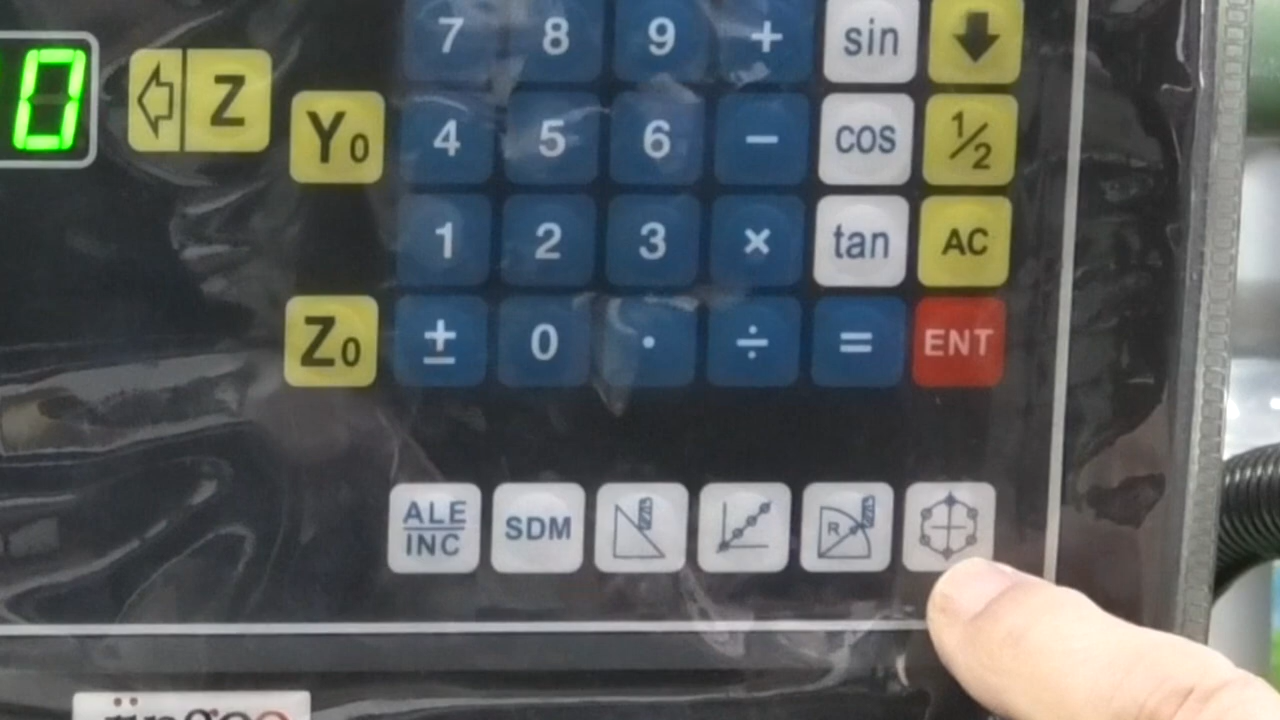 7 8 9 + sin
0 Z Y0 4 5 6 − cos 1/2
1 2 3 × tan AC
Z0 ± 0 · ÷ = ENT
ALE
INC SDM R